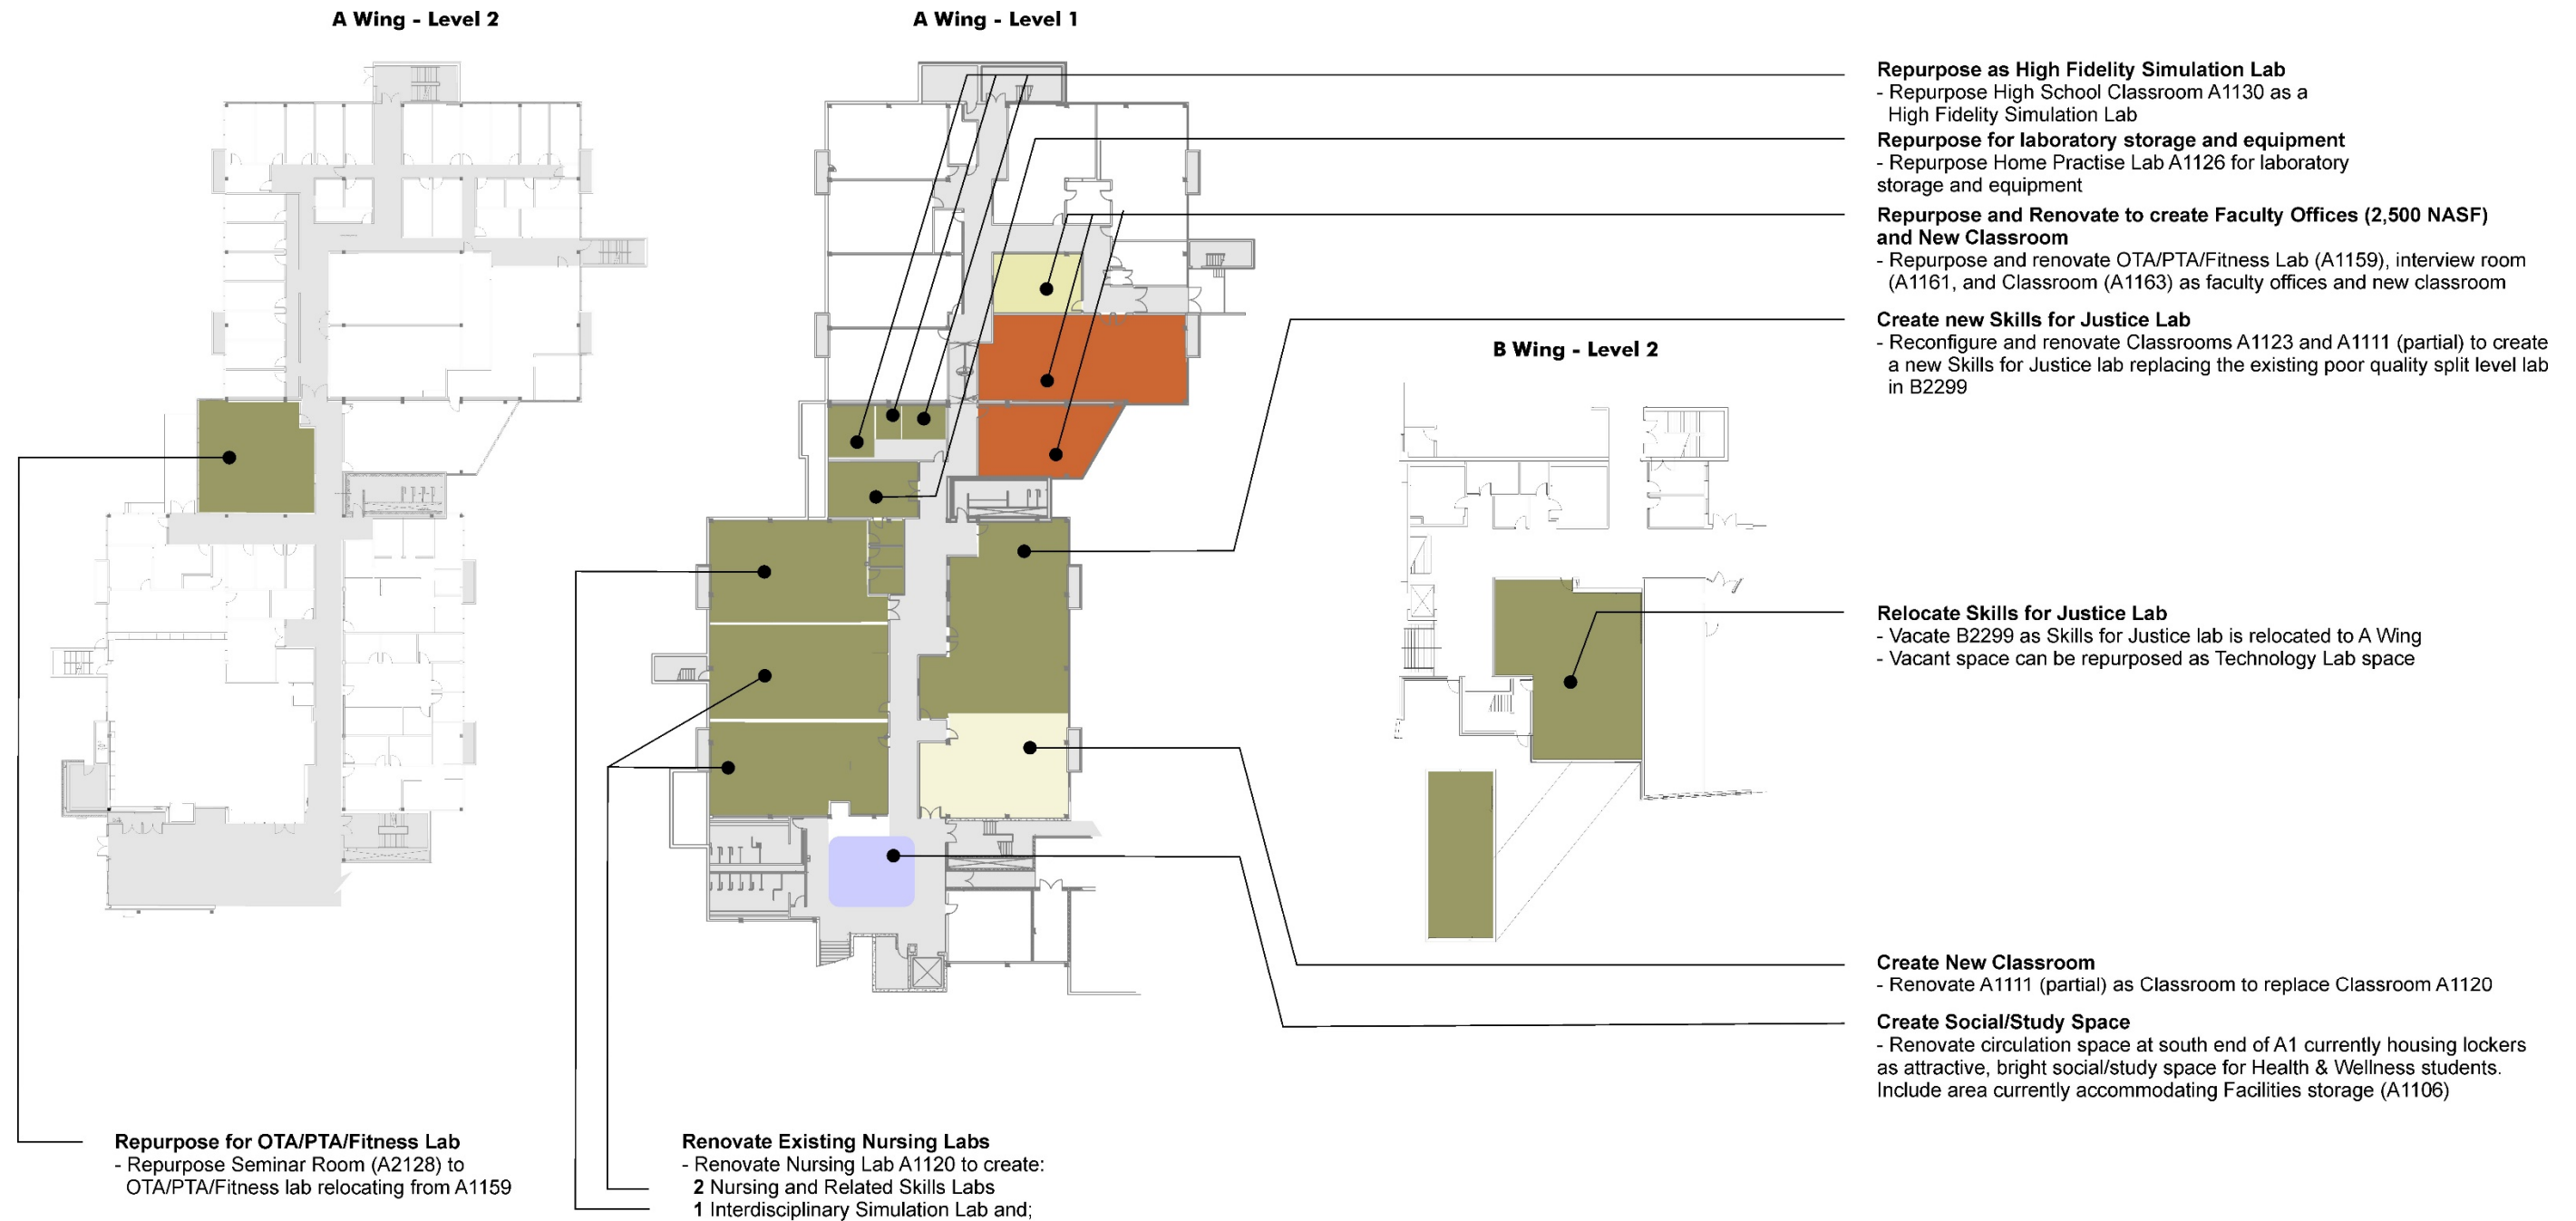 A Wing - Level 2
A Wing - Level 1
Repurpose as High Fidelity Simulation Lab
- Repurpose High School Classroom A1130 as a
High Fidelity Simulation Lab
Repurpose for laboratory storage and equipment
- Repurpose Home Practise Lab A1126 for laboratory
storage and equipment
Repurpose and Renovate to create Faculty Offices (2,500 NASF)
and New Classroom
- Repurpose and renovate OTA/PTA/Fitness Lab (A1159), interview room
(A1161, and Classroom (A1163) as faculty offices and new classroom
Create new Skills for Justice Lab
- Reconfigure and renovate Classrooms A1123 and A1111 (partial) to create
a new Skills for Justice lab replacing the existing poor quality split level lab
in B2299
B Wing - Level 2
Relocate Skills for Justice Lab
- Vacate B2299 as Skills for Justice lab is relocated to A Wing
- Vacant space can be repurposed as Technology Lab space
Create New Classroom
- Renovate A1111 (partial) as Classroom to replace Classroom A1120
Create Social/Study Space
- Renovate circulation space at south end of A1 currently housing lockers
as attractive, bright social/study space for Health & Wellness students.
Include area currently accommodating Facilities storage (A1106)
Repurpose for OTA/PTA/Fitness Lab
- Repurpose Seminar Room (A2128) to
OTA/PTA/Fitness lab relocating from A1159
Renovate Existing Nursing Labs
- Renovate Nursing Lab A1120 to create:
2 Nursing and Related Skills Labs
1 Interdisciplinary Simulation Lab and;